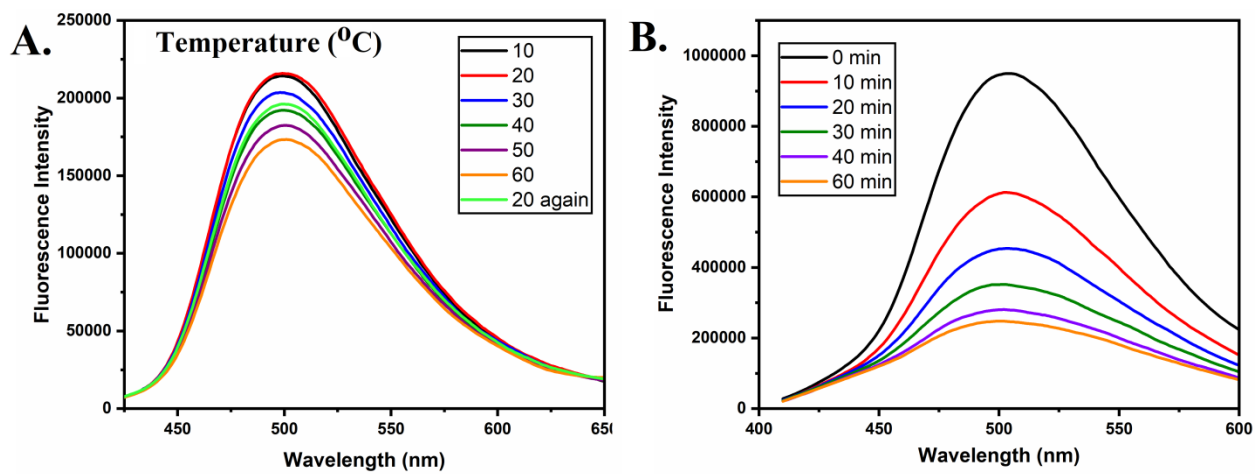 A.
Temperature (⁰C)
10
20
30
40
50
60
20 again
250000
200000
150000
100000
50000
0
450
500
550
600
650
Fluorescence Intensity
Wavelength (nm)
B.
0 min
10 min
20 min
30 min
40 min
60 min
1000000
800000
600000
400000
200000
0
400
450
500
550
600
Fluorescence Intensity
Wavelength (nm)